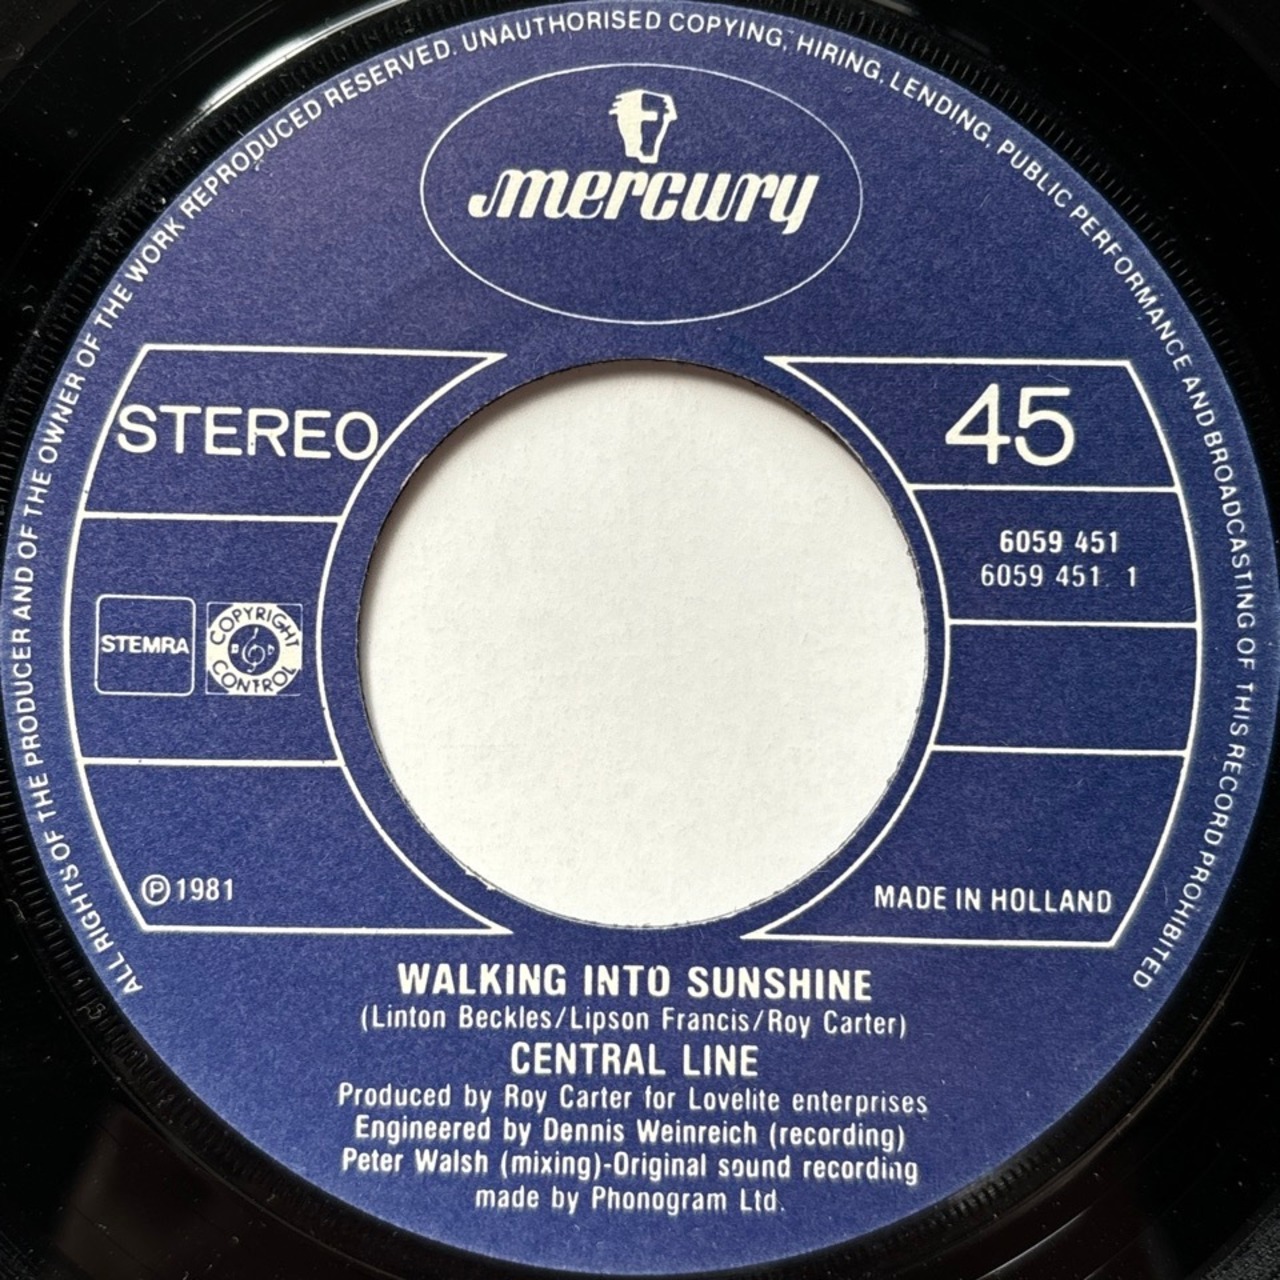 ALL RIGHTS OF THE PRODUCER AND OF THE OWNER OF THE WORK REPRODUCED RESERVED. UNAUTHORISED COPYING, HIRING, LENDING, PUBLIC PERFORMANCE AND BROADCASTING OF THIS RECORD PROHIBITED
mercury
STEREO
45
6059 451
6059 451 1
STEMRA
COPYRIGHT
CONTROL
℗ 1981
MADE IN HOLLAND
WALKING INTO SUNSHINE
(Linton Beckles/Lipson Francis/Roy Carter)
CENTRAL LINE
Produced by Roy Carter for Lovelite enterprises
Engineered by Dennis Weinreich (recording)
Peter Walsh (mixing)-Original sound recording
made by Phonogram Ltd.